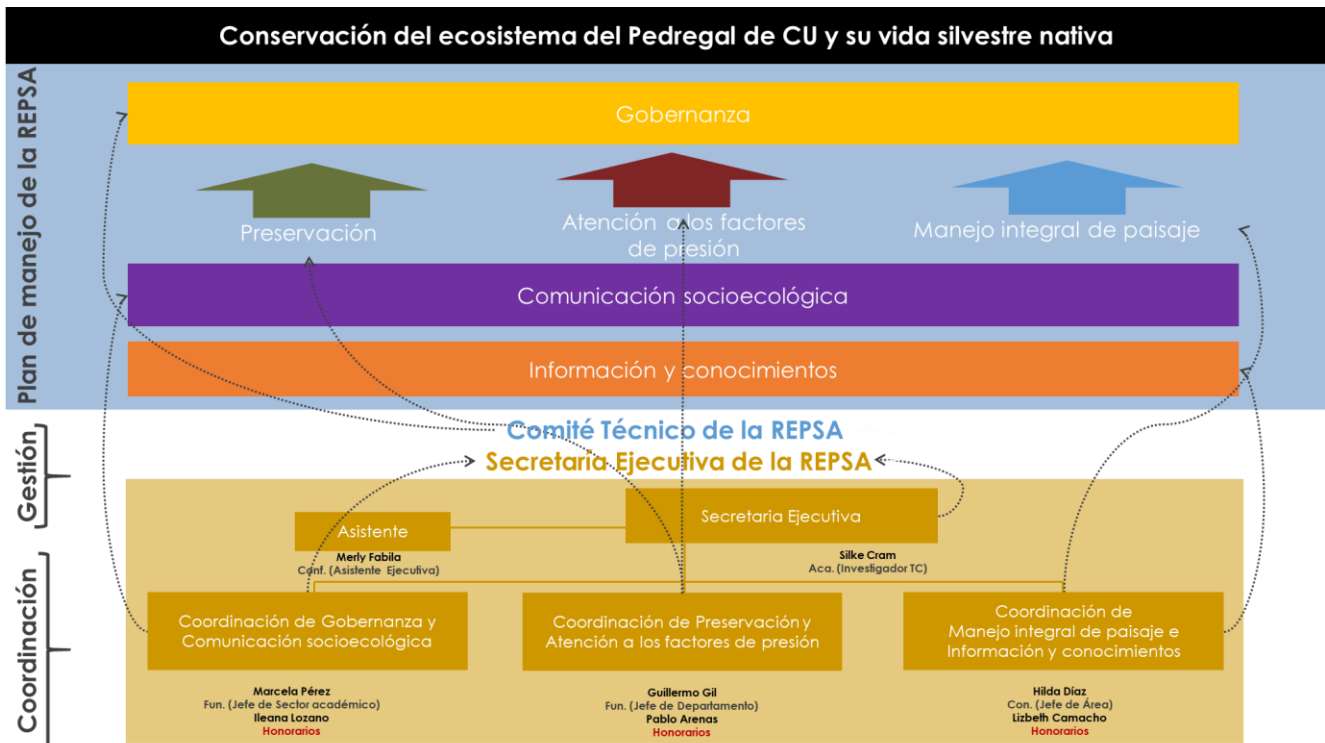 Conservación del ecosistema del Pedregal de CU y su vida silvestre nativa
Plan de manejo de la REPSA
Gobernanza
Preservación
Atención a los factores
de presión
Manejo integral de paisaje
Comunicación socioecológica
Información y conocimientos
Gestión
Comité Técnico de la REPSA
Secretaria Ejecutiva de la REPSA
Secretaria Ejecutiva
Asistente
Merly Fabila
Conf. (Asistente Ejecutiva)
Silke Cram
Aca. (Investigador TC)
Coordinación
Coordinación de Gobernanza y
Comunicación socioecológica
Coordinación de Preservación y
Atención a los factores de presión
Coordinación de
Manejo integral de paisaje e
Información y conocimientos
Marcela Pérez
Fun. (Jefe de Sector académico)
Ileana Lozano
Honorarios
Guillermo Gil
Fun. (Jefe de Departamento)
Pablo Arenas
Honorarios
Hilda Díaz
Con. (Jefe de Área)
Lizbeth Camacho
Honorarios